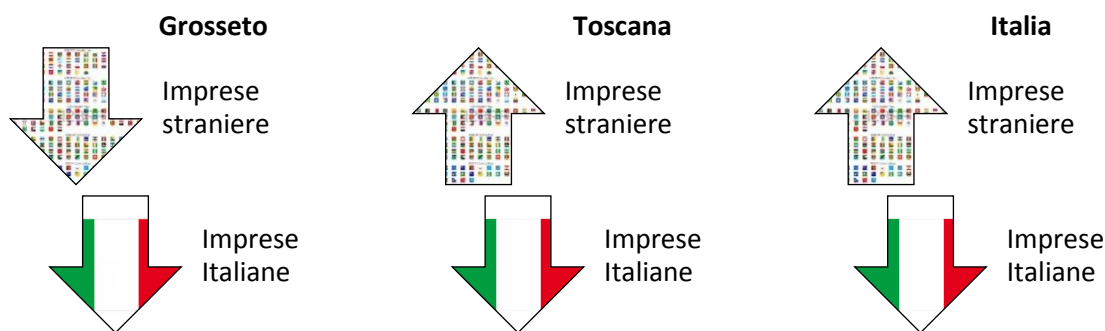 Grosseto
Imprese
straniere
Imprese
Italiane
Toscana
Imprese
straniere
Imprese
Italiane
Italia
Imprese
straniere
Imprese
Italiane